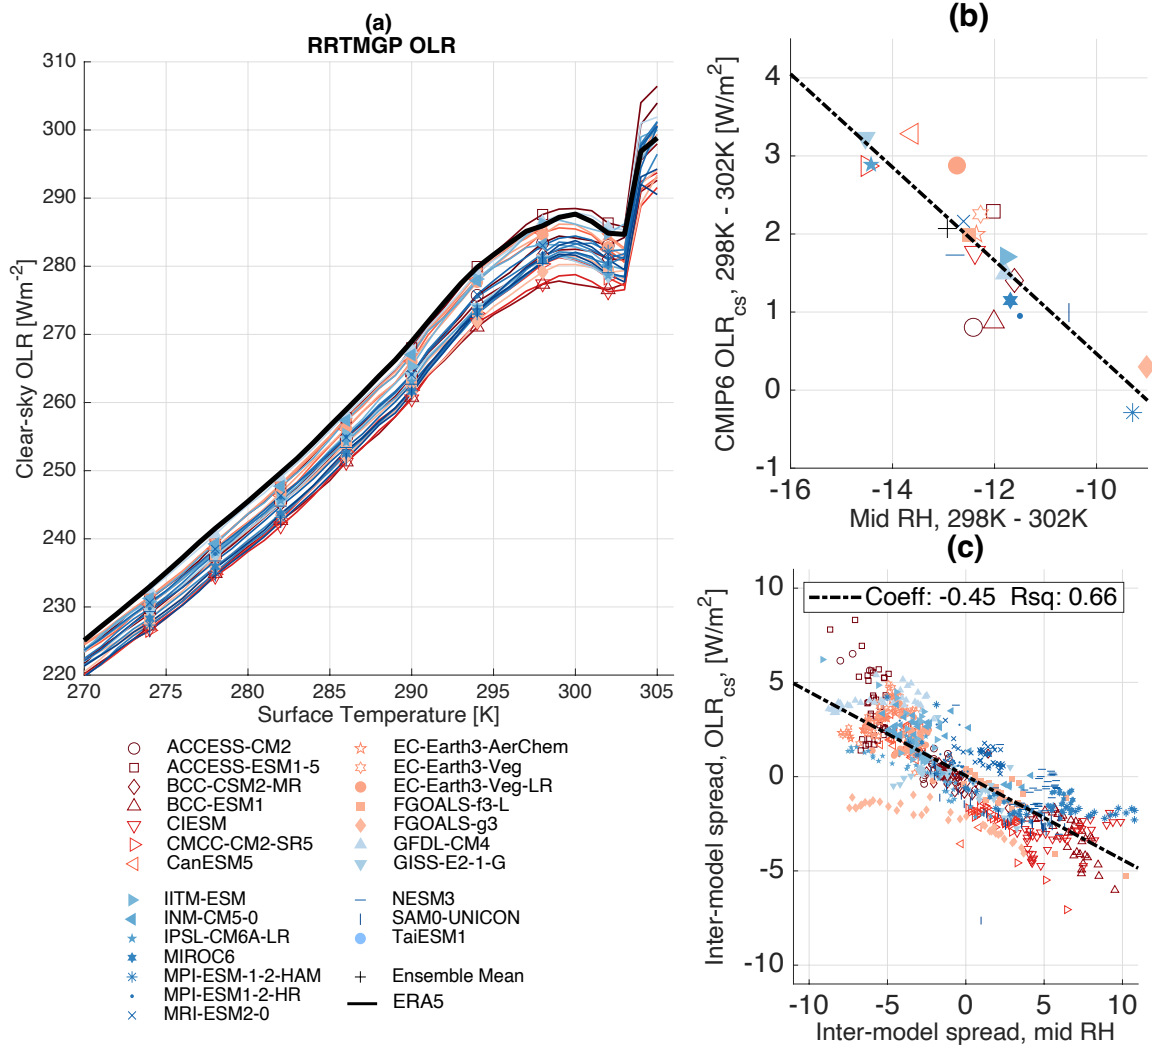 (a)
RRTMGP OLR
Clear-sky OLR [Wm-2]
310
300
290
280
270
260
250
240
230
220
270
275
280
285
290
295
300
305
Surface Temperature [K]
(b)
CMIP6 OLRcs, 298K - 302K [W/m2]
4
3
2
1
0
-1
-16
-14
-12
-10
Mid RH, 298K - 302K
(c)
Coeff: -0.45 Rsq: 0.66
Inter-model spread, OLRcs, [W/m2]
10
5
0
-5
-10
-10
-5
0
5
10
Inter-model spread, mid RH
ACCESS-CM2
ACCESS-ESM1-5
BCC-CSM2-MR
BCC-ESM1
CIESM
CMCC-CM2-SR5
CanESM5
IITM-ESM
INM-CM5-0
IPSL-CM6A-LR
MIROC6
MPI-ESM-1-2-HAM
MPI-ESM1-2-HR
MRI-ESM2-0
EC-Earth3-AerChem
EC-Earth3-Veg
EC-Earth3-Veg-LR
FGOALS-f3-L
FGOALS-g3
GFDL-CM4
GISS-E2-1-G
NESM3
SAM0-UNICON
TaiESM1
Ensemble Mean
ERA5